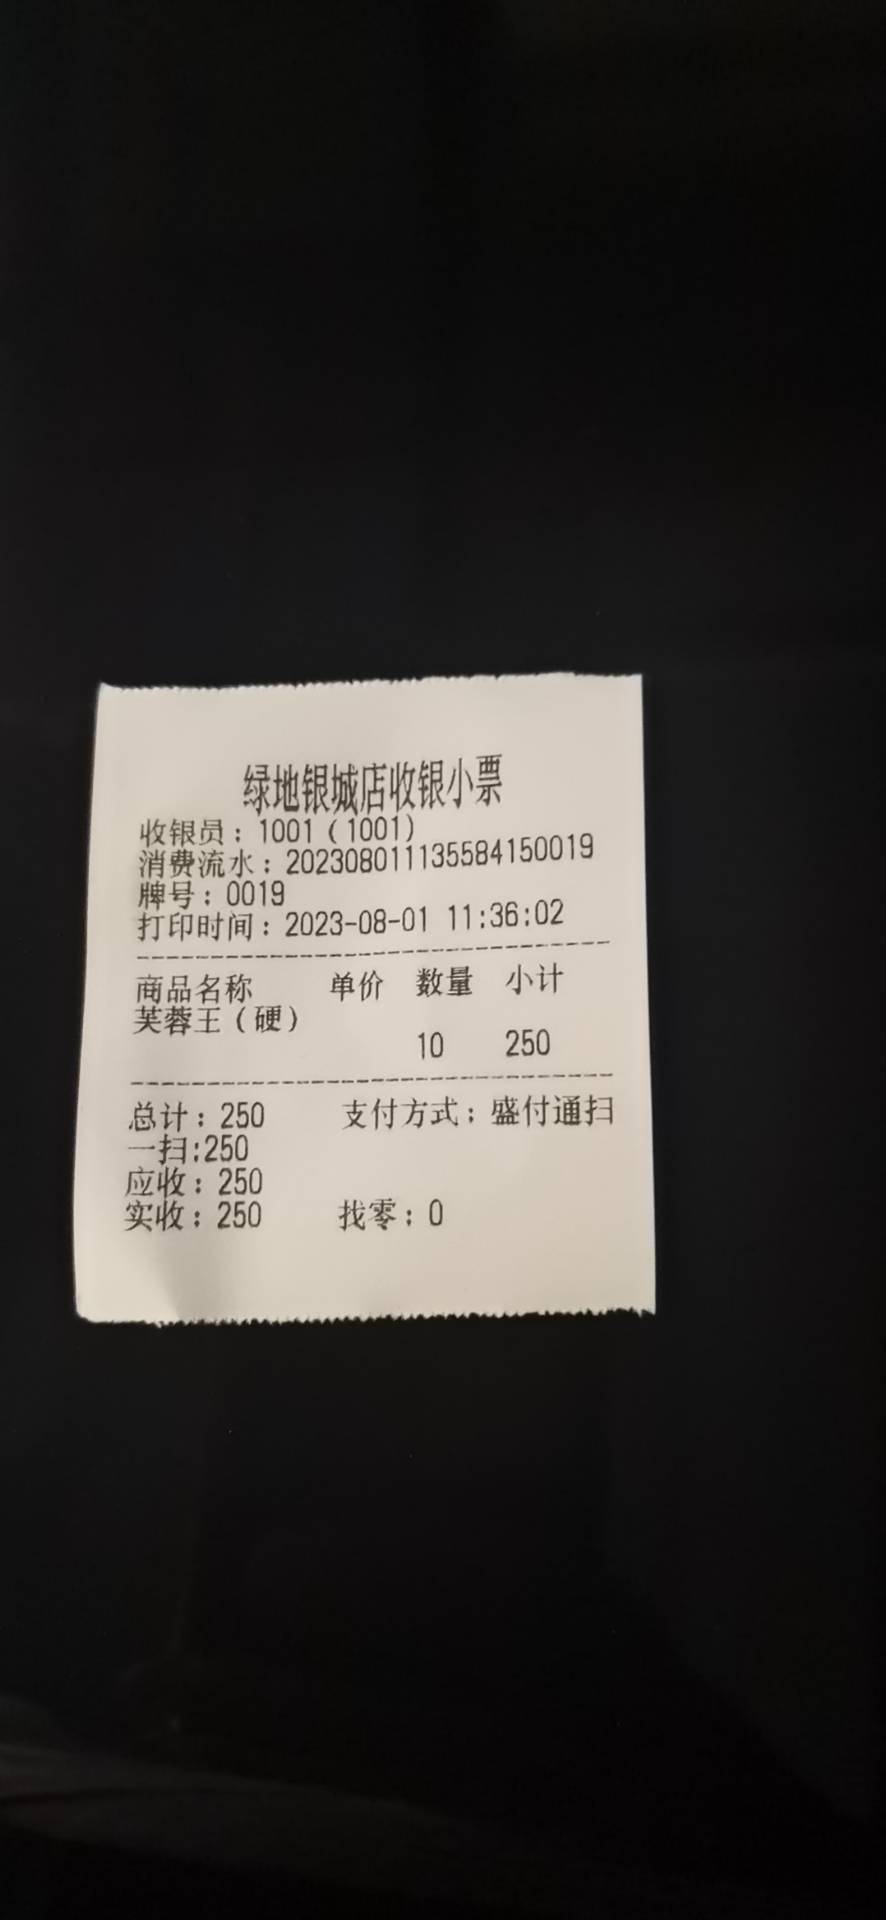 绿地银城店收银小票
收银员：1001（1001）
消费流水：202308011135584150019
牌号：0019
打印时间：2023-08-01 11:36:02
商品名称 单价 数量 小计
芙蓉王（硬）
10 250
总计：250 支付方式：盛付通扫
一扫:250
应收：250
实收：250 找零：0